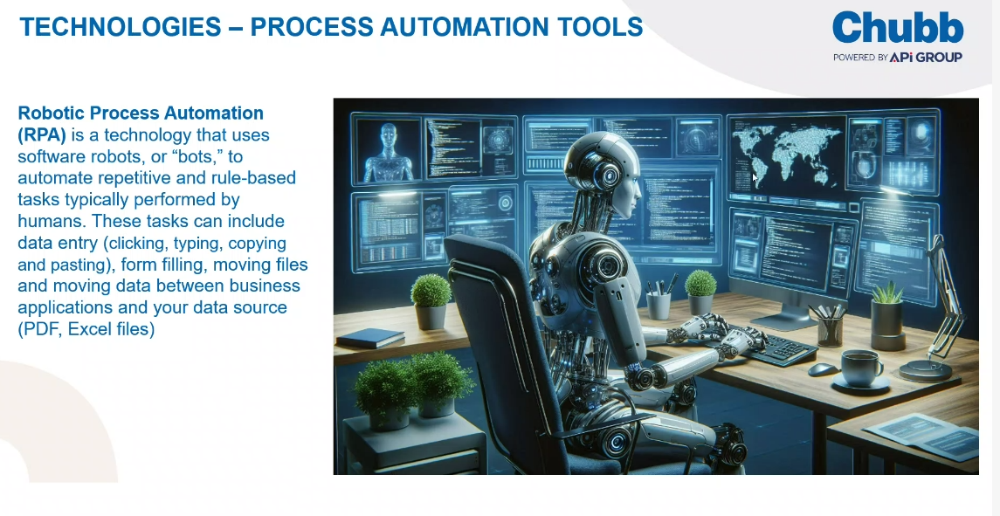 TECHNOLOGIES – PROCESS AUTOMATION TOOLS
Chubb
POWERED BY APi GROUP
Robotic Process Automation
(RPA) is a technology that uses
software robots, or “bots,” to
automate repetitive and rule-based
tasks typically performed by
humans. These tasks can include
data entry (clicking, typing, copying
and pasting), form filling, moving files
and moving data between business
applications and your data source
(PDF, Excel files)